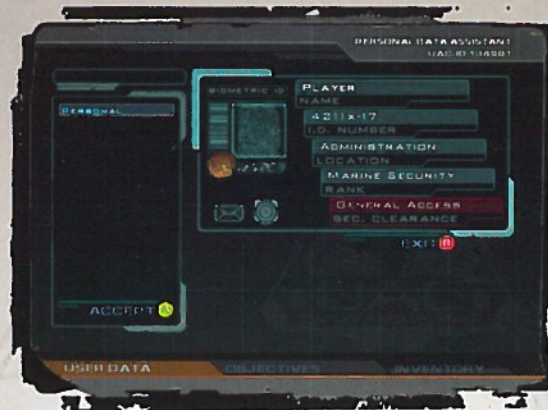 PERSONAL DATA ASSISTANT
BIOMETRIC ID
PLAYER
NAME
4211x-17
I.D. NUMBER
ADMINISTRATION
LOCATION
MARINE SECURITY
RANK
GENERAL ACCESS
SEC. CLEARANCE
PERSONAL
EXIT B
ACCEPT A
USER DATA
OBJECTIVES
INVENTORY